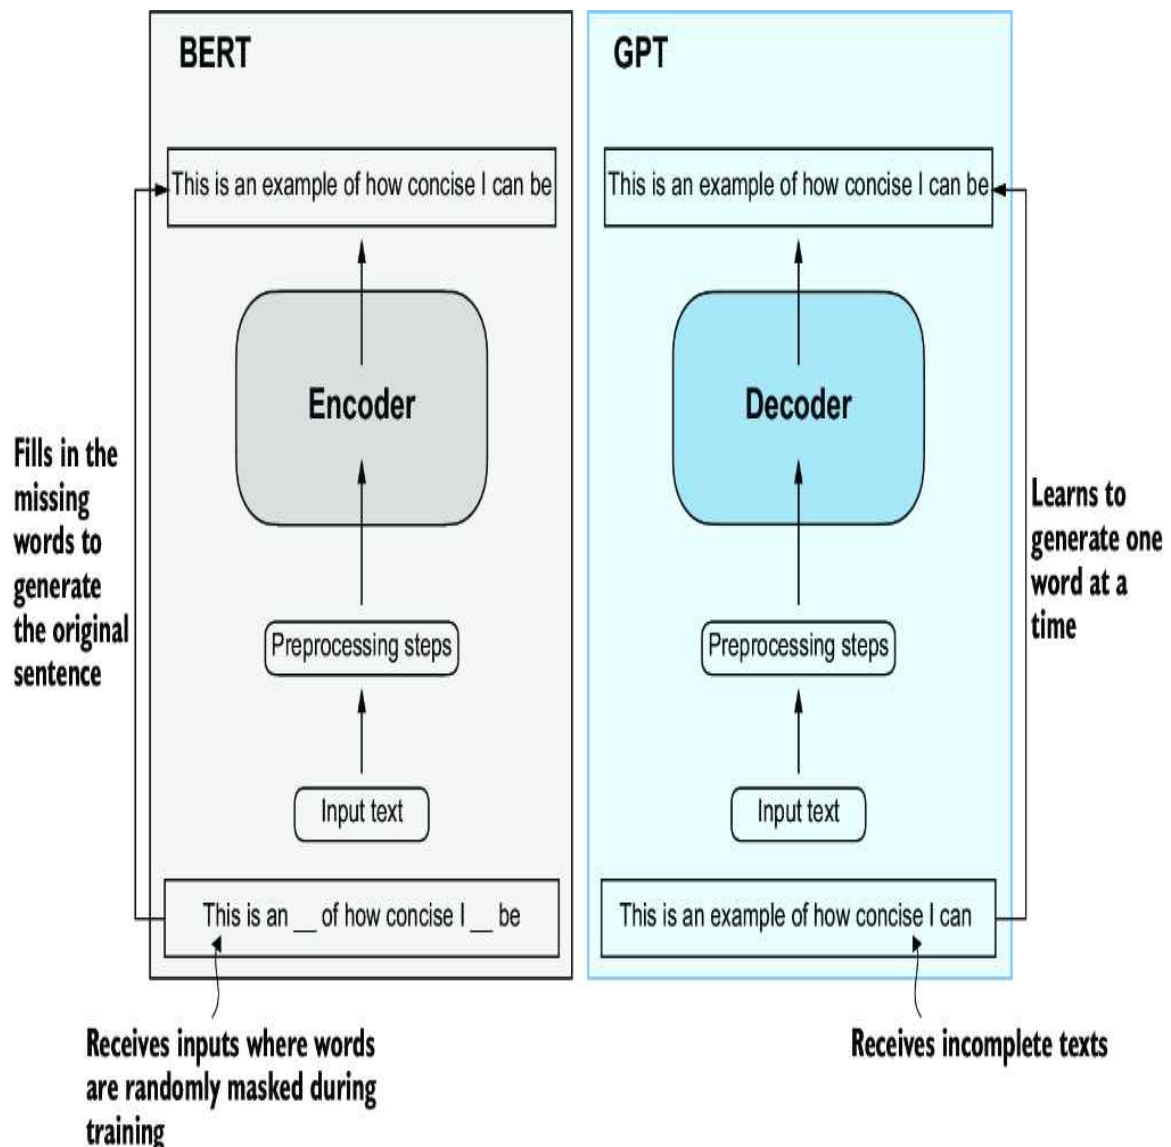 BERT
This is an example of how concise I can be
Encoder
Fills in the
missing
words to
generate
the original
sentence
Preprocessing steps
Input text
This is an __ of how concise I __ be
Receives inputs where words
are randomly masked during
training
GPT
This is an example of how concise I can be
Decoder
Learns to
generate one
word at a
time
Preprocessing steps
Input text
This is an example of how concise I can
Receives incomplete texts